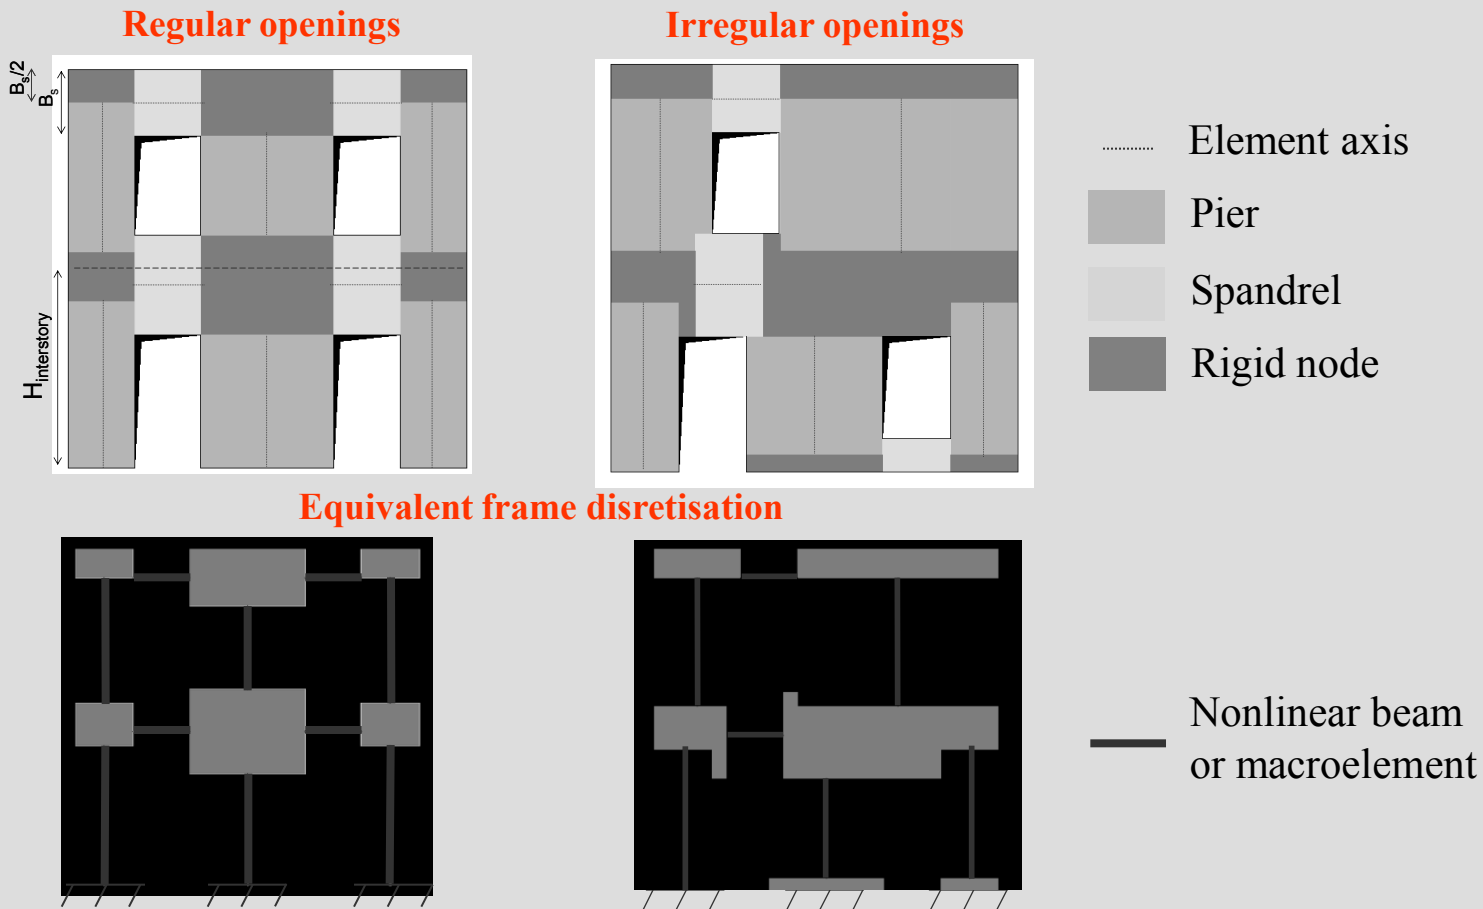 Regular openings
Irregular openings
Bs/2
Bs
Hinterstory
Element axis
Pier
Spandrel
Rigid node
Equivalent frame disretisation
Nonlinear beam
or macroelement